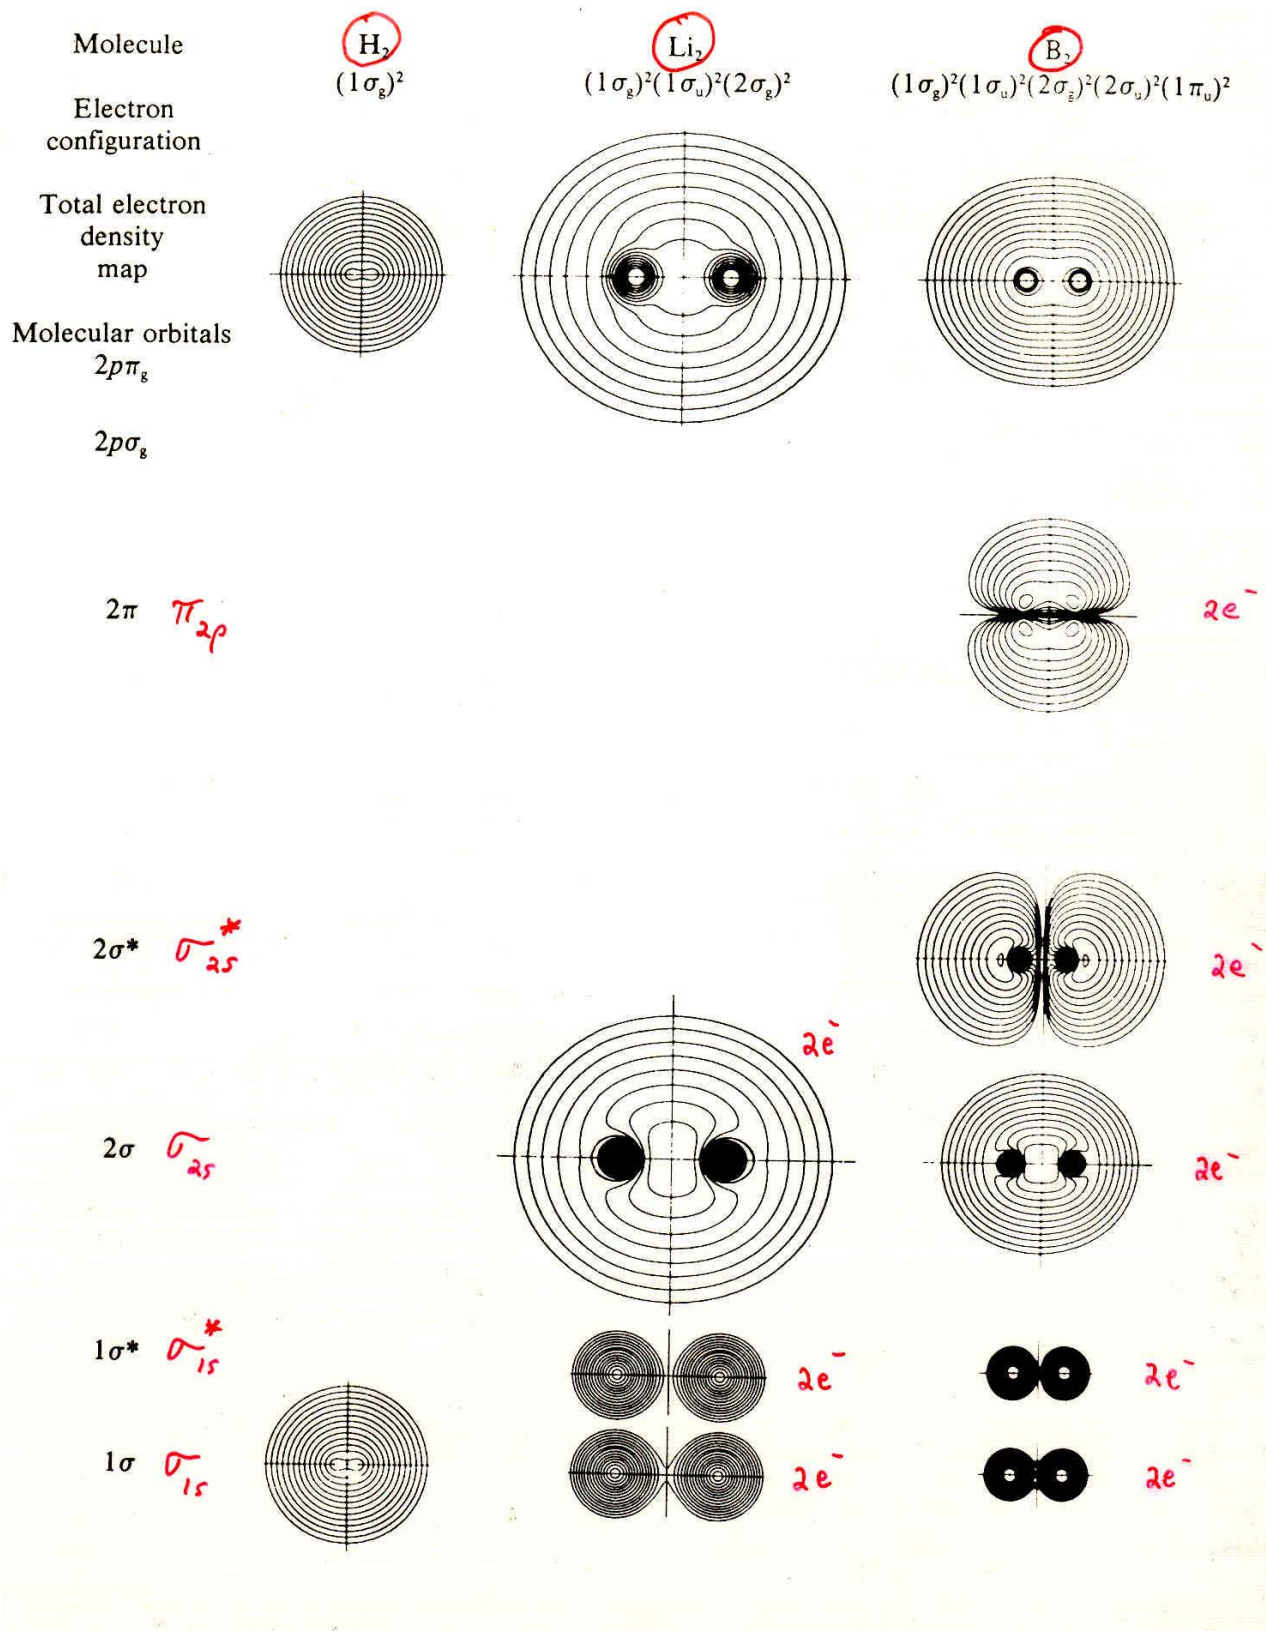 Molecule H₂ Li₂ B₂
(1σg)² (1σg)²(1σu)²(2σg)² (1σg)²(1σu)²(2σg)²(2σu)²(1πu)²
Electron
configuration
Total electron
density
map
Molecular orbitals
2pπg
2pσg
2π π2p 2e⁻
2σ* σ2s* 2e⁻
2e⁻
2σ σ2s 2e⁻
1σ* σ1s* 2e⁻ 2e⁻
1σ σ1s 2e⁻ 2e⁻